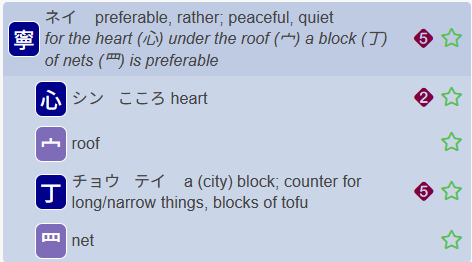 寧 ネイ preferable, rather; peaceful, quiet
for the heart (心) under the roof (宀) a block (丁)
of nets (罒) is preferable
5
心 シン こころ heart
2
宀 roof
丁 チョウ テイ a (city) block; counter for
long/narrow things, blocks of tofu
5
罒 net